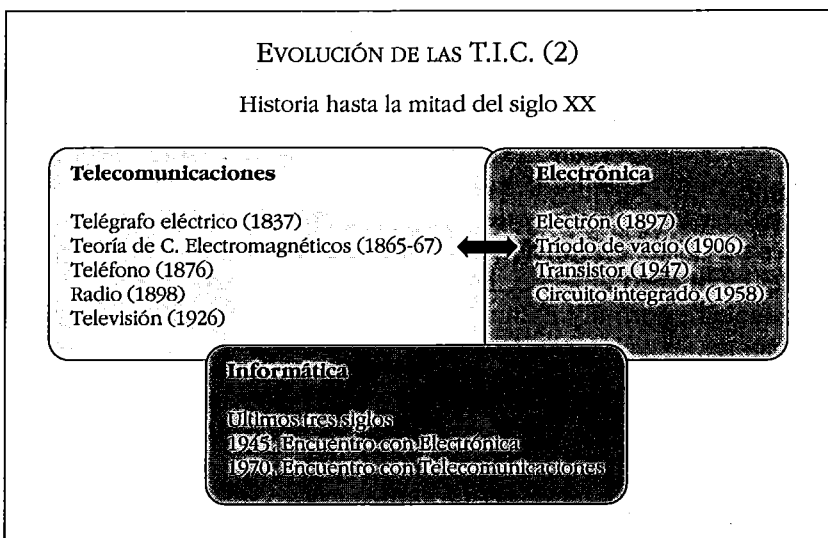 EVOLUCIÓN DE LAS T.I.C. (2)
Historia hasta la mitad del siglo XX
Telecomunicaciones
Telégrafo eléctrico (1837)
Teoría de C. Electromagnéticos (1865-67)
Teléfono (1876)
Radio (1898)
Televisión (1926)
Electrónica
Electrón (1897)
Tríodo de vacío (1906)
Transistor (1947)
Circuito integrado (1958)
Informática
Ultimos tres siglos
1945. Encuentro con Electrónica
1970. Encuentro con Telecomunicaciones